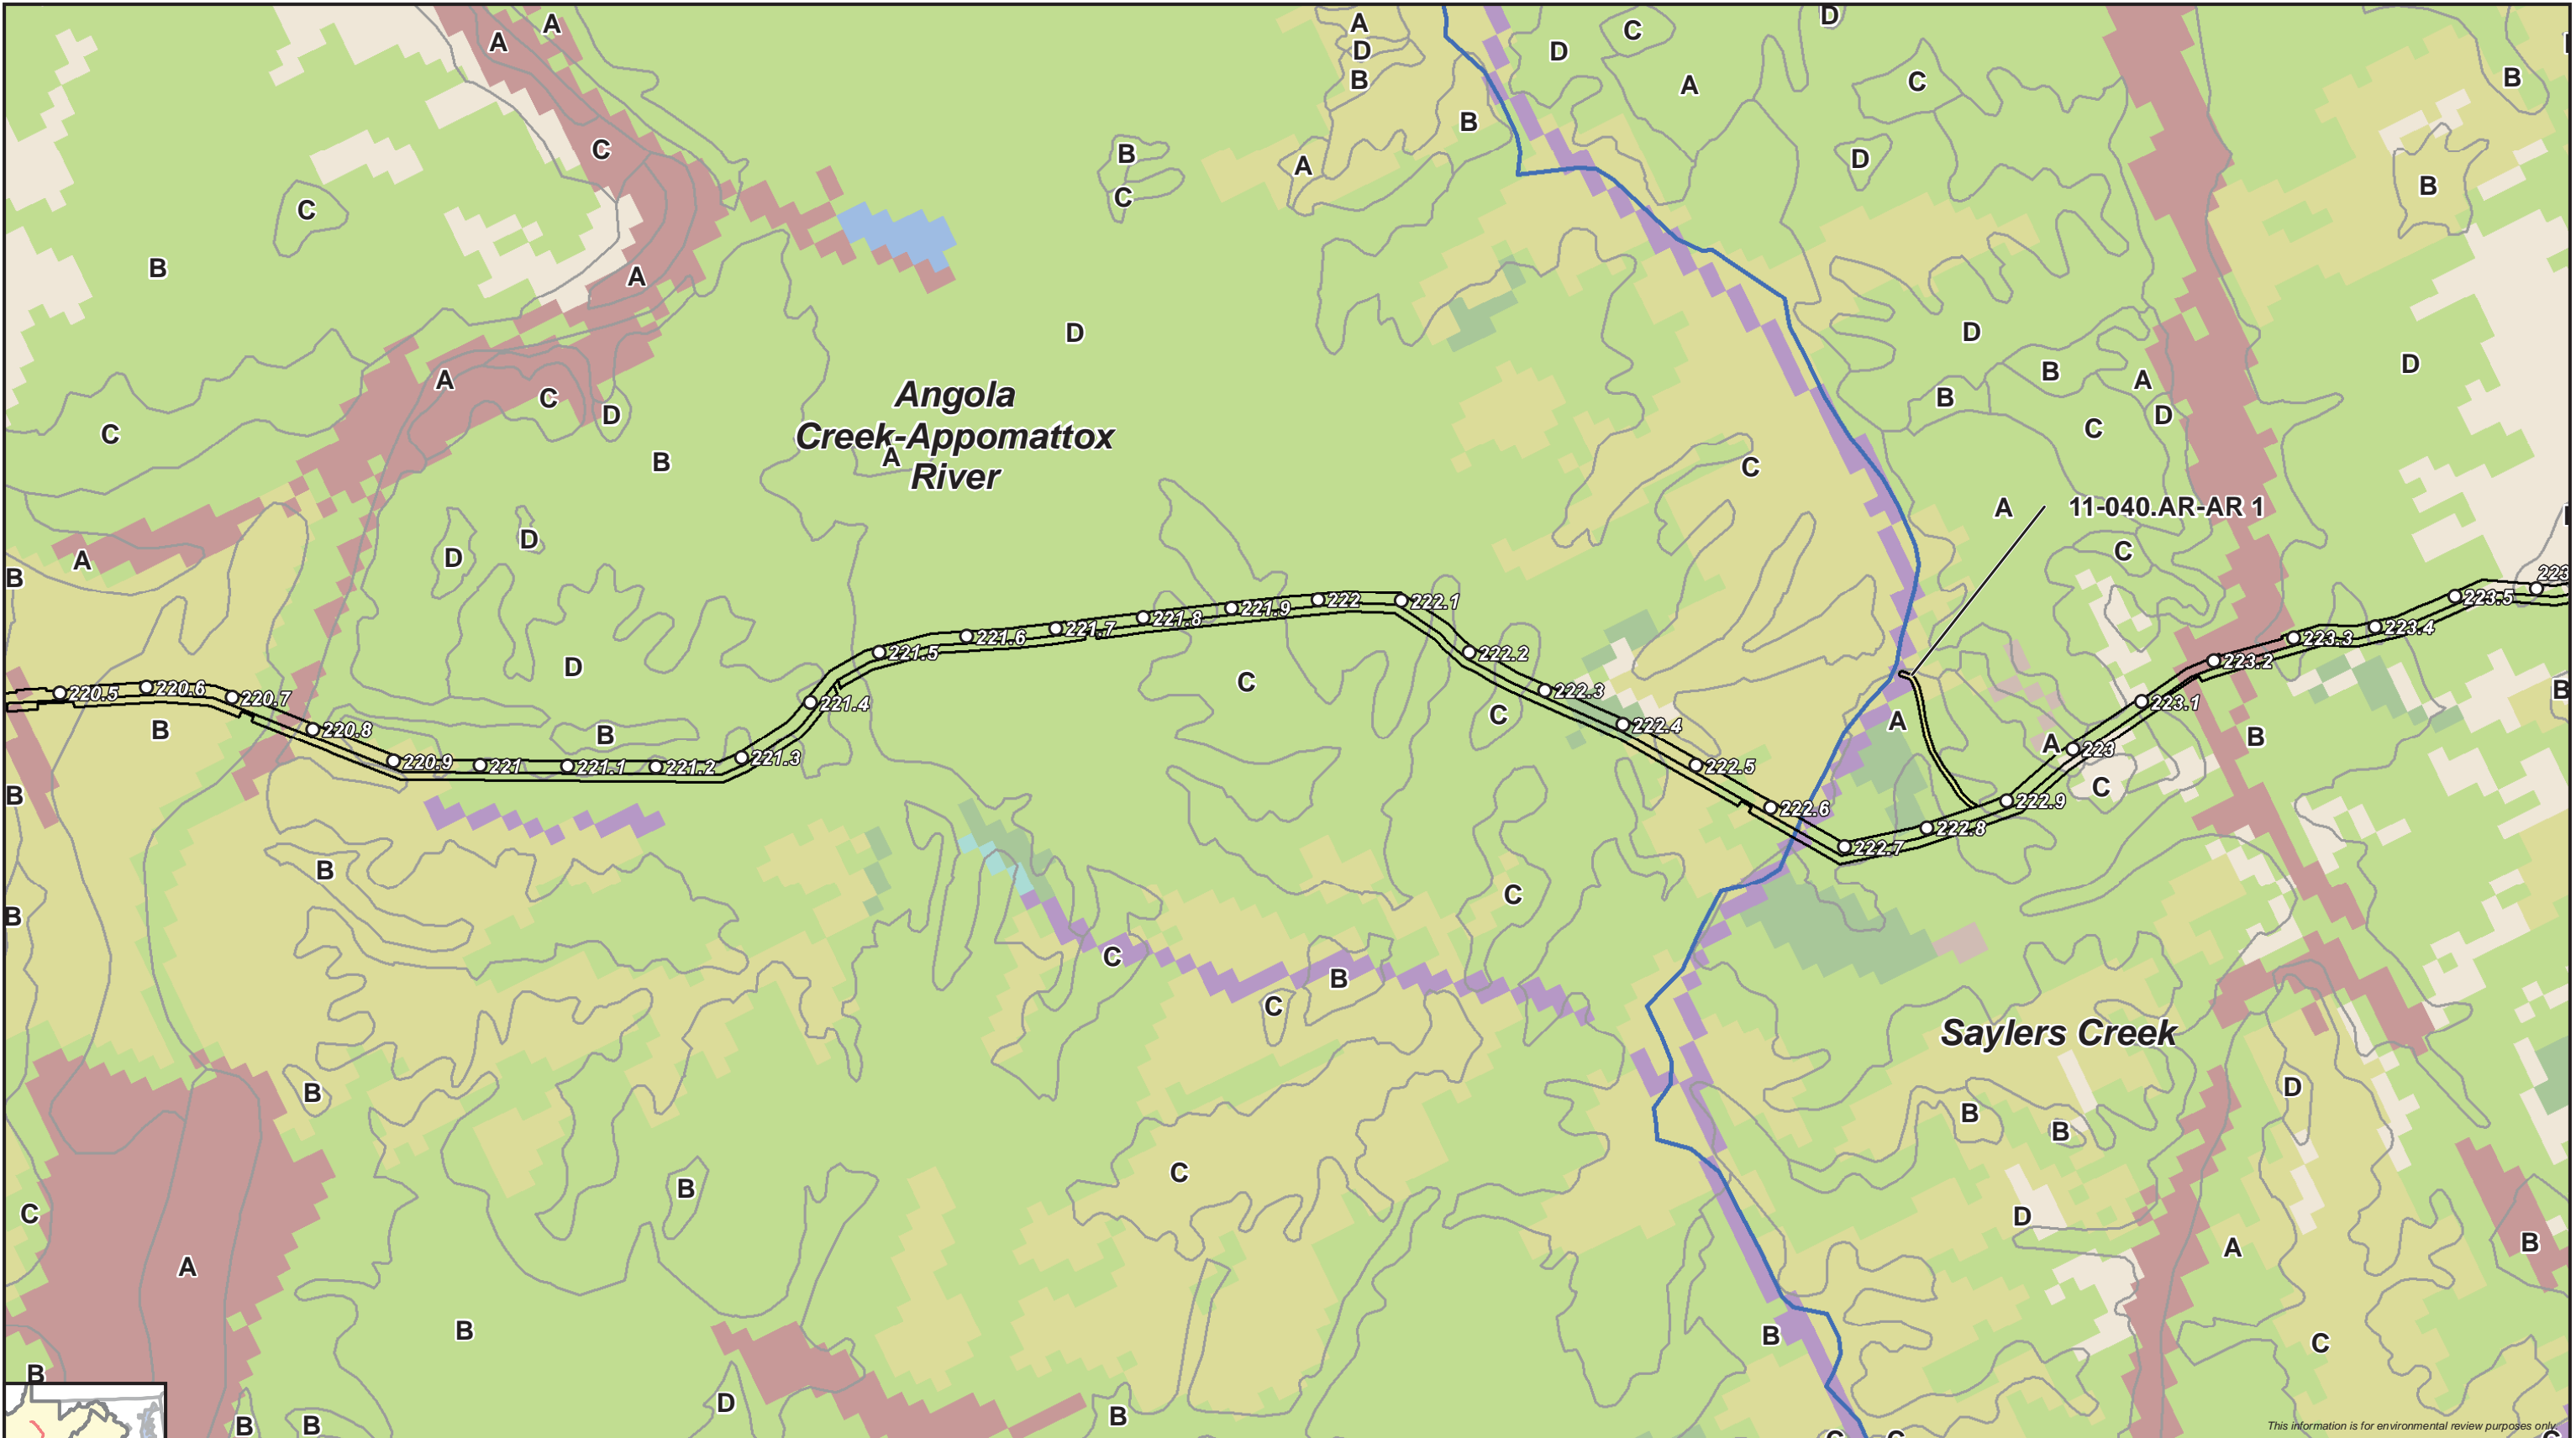 A
A
A
D
B
D
C
D
A
C
B
B
C
B
C
A
D
B
C
C
B
A
D
D
D
A
C
D
B
C
B
B
A
D
C
Angola
Creek-Appomattox
River
A
B
C
D
C
A
11-040.AR-AR 1
C
D
D
A
B
D
C
A
B
B
B
C
C
A
A
C
B
B
220.5
220.6
220.7
220.8
220.9
221
221.1
221.2
221.3
221.4
221.5
221.6
221.7
221.8
221.9
222
222.1
222.2
222.3
222.4
222.5
222.6
222.7
222.8
222.9
223
223.1
223.2
223.3
223.4
223.5
223
B
B
B
C
C
B
C
Saylers Creek
B
D
B
B
C
B
C
D
A
B
A
B
B
C
B
D
B
B
B
C
C
C
This information is for environmental review purposes only.